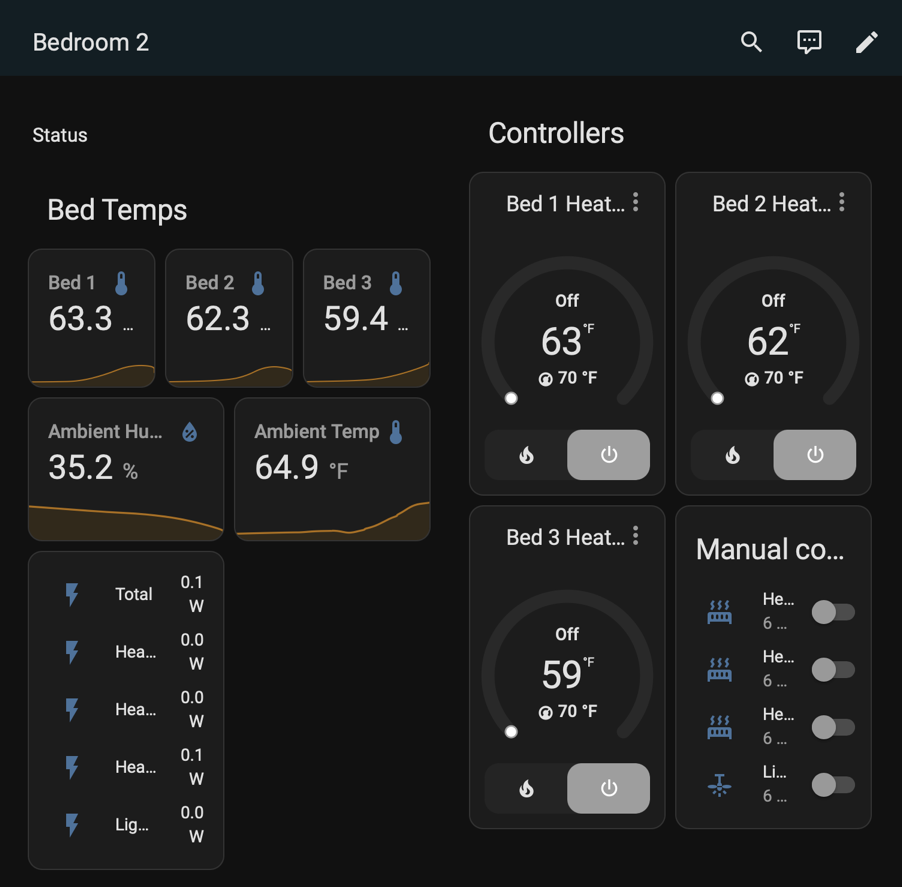 Bedroom 2
Status
Bed Temps
Bed 1
63.3 ...
Bed 2
62.3 ...
Bed 3
59.4 ...
Ambient Hu...
35.2 %
Ambient Temp
64.9 °F
Total
0.1
W
Hea...
0.0
W
Hea...
0.0
W
Hea...
0.1
W
Lig...
0.0
W
Controllers
Bed 1 Heat...
Off
63 °F
70 °F
Bed 2 Heat...
Off
62 °F
70 °F
Bed 3 Heat...
Off
59 °F
70 °F
Manual co...
He...
6 ...
He...
6 ...
He...
6 ...
Li...
6 ...